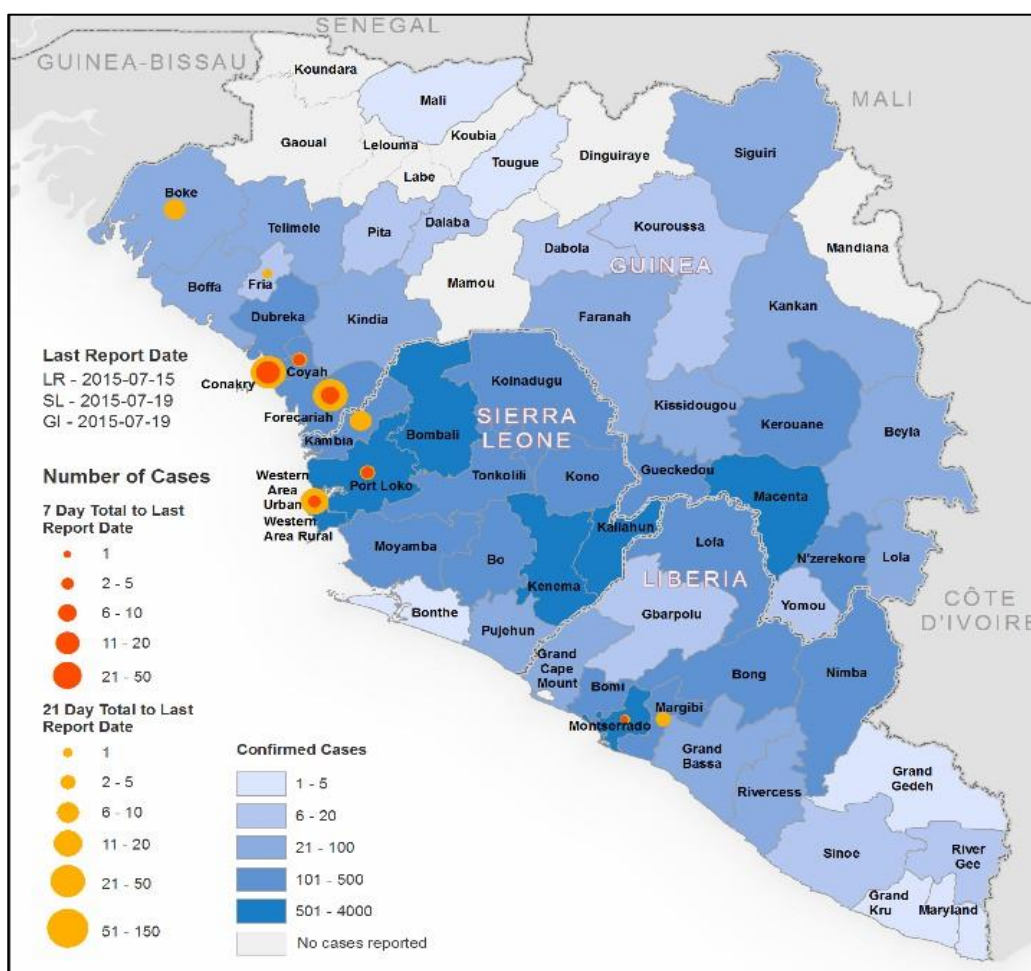 SENEGAL
GUINEA-BISSAU
MALI
Koundara
Mali
Gaoual
Lelouma
Koubia
Labe
Tougue
Dinguiraye
Siguiri
Boke
Telimele
Pita
Dalaba
Dabola
Kouroussa
GUINEA
Mandiana
Boffa
Fria
Mamou
Dubreka
Kindia
Faranah
Kankan
Last Report Date
LR - 2015-07-15
SL - 2015-07-19
GI - 2015-07-19
Conakry
Coyah
Forecariah
Kambia
Koinadugu
SIERRA
LEONE
Bombali
Kissidougou
Kerouane
Beyla
Western
Area
Urban
Western
Area Rural
Port Loko
Tonkolili
Kono
Gueckedou
Macenta
Kailahun
Moyamba
Bo
Kenema
Lofa
LIBERIA
N'zerekore
Lola
Yomou
CÔTE
D'IVOIRE
Bonthe
Pujehun
Gbarpolu
Grand
Cape
Mount
Bomi
Bong
Nimba
Montserrado
Margibi
Grand
Bassa
Rivercess
Grand
Gedeh
Sinoe
River
Gee
Grand
Kru
Maryland
Number of Cases
7 Day Total to Last
Report Date
1
2 - 5
6 - 10
11 - 20
21 - 50
21 Day Total to Last
Report Date
1
2 - 5
6 - 10
11 - 20
21 - 50
51 - 150
Confirmed Cases
1 - 5
6 - 20
21 - 100
101 - 500
501 - 4000
No cases reported